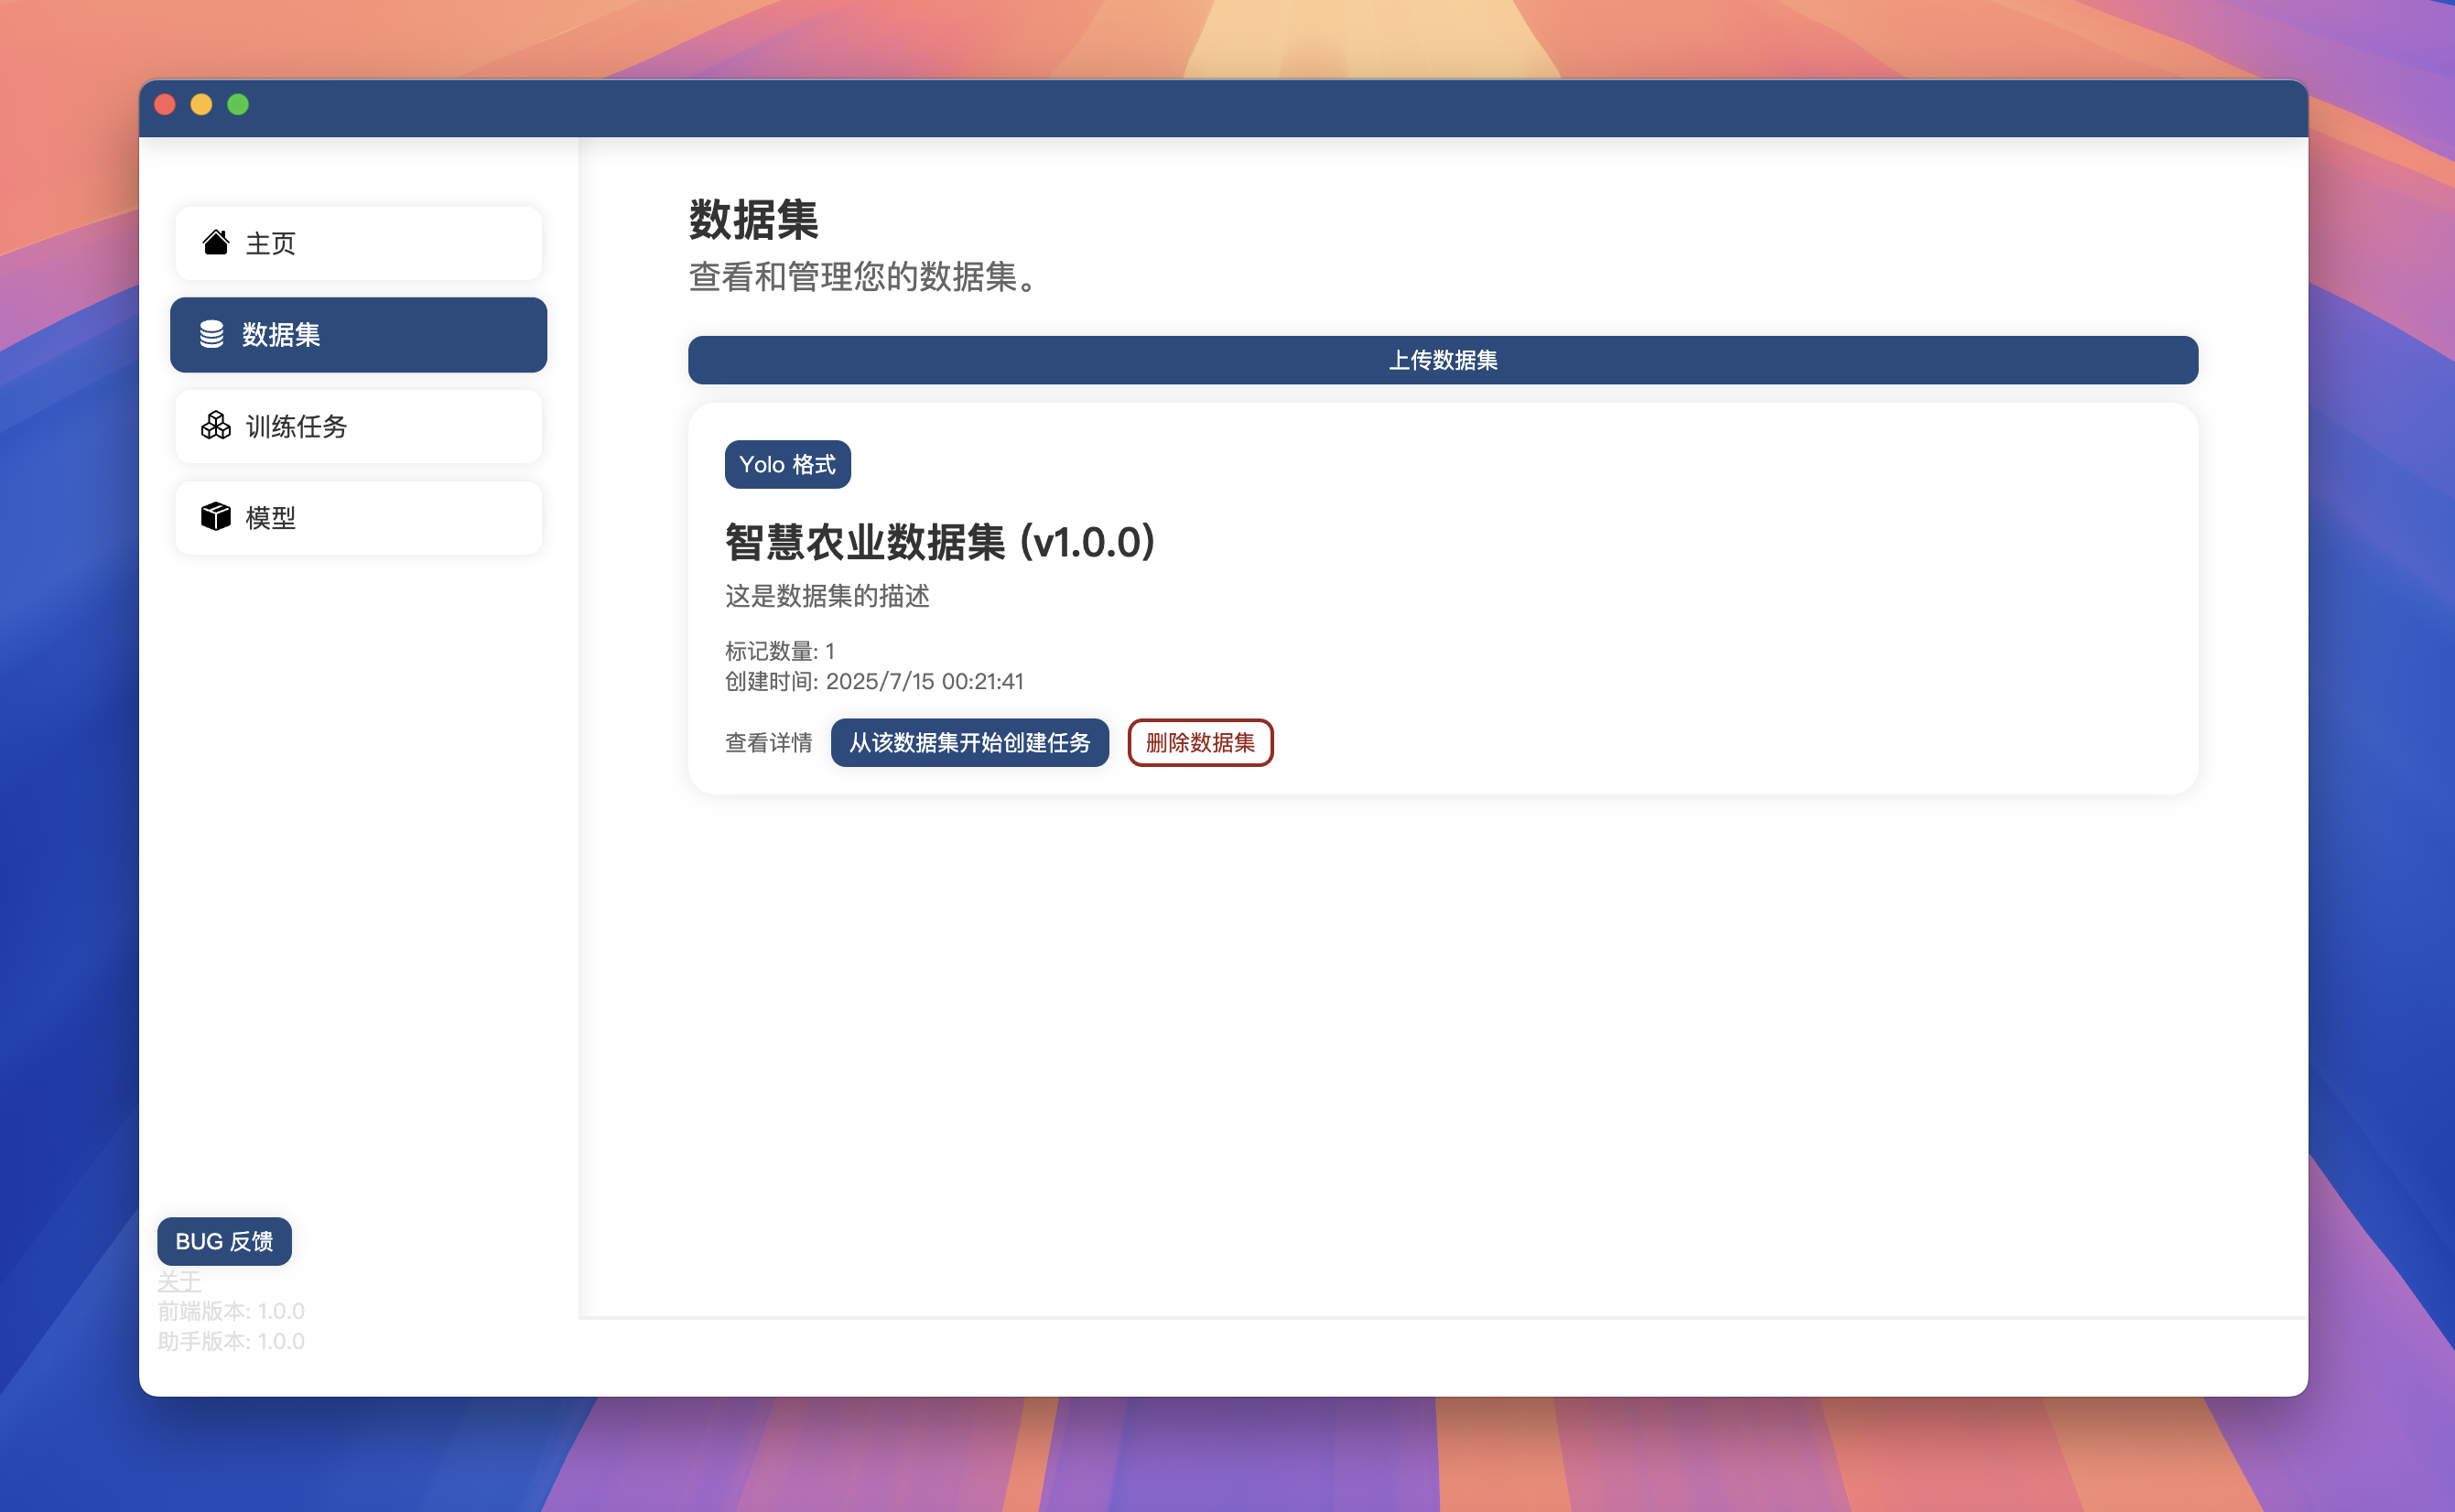 主页
数据集
训练任务
模型
BUG 反馈
关于
前端版本: 1.0.0
助手版本: 1.0.0
数据集
查看和管理您的数据集。
上传数据集
Yolo 格式
智慧农业数据集 (v1.0.0)
这是数据集的描述
标记数量: 1
创建时间: 2025/7/15 00:21:41
查看详情 从该数据集开始创建任务 删除数据集